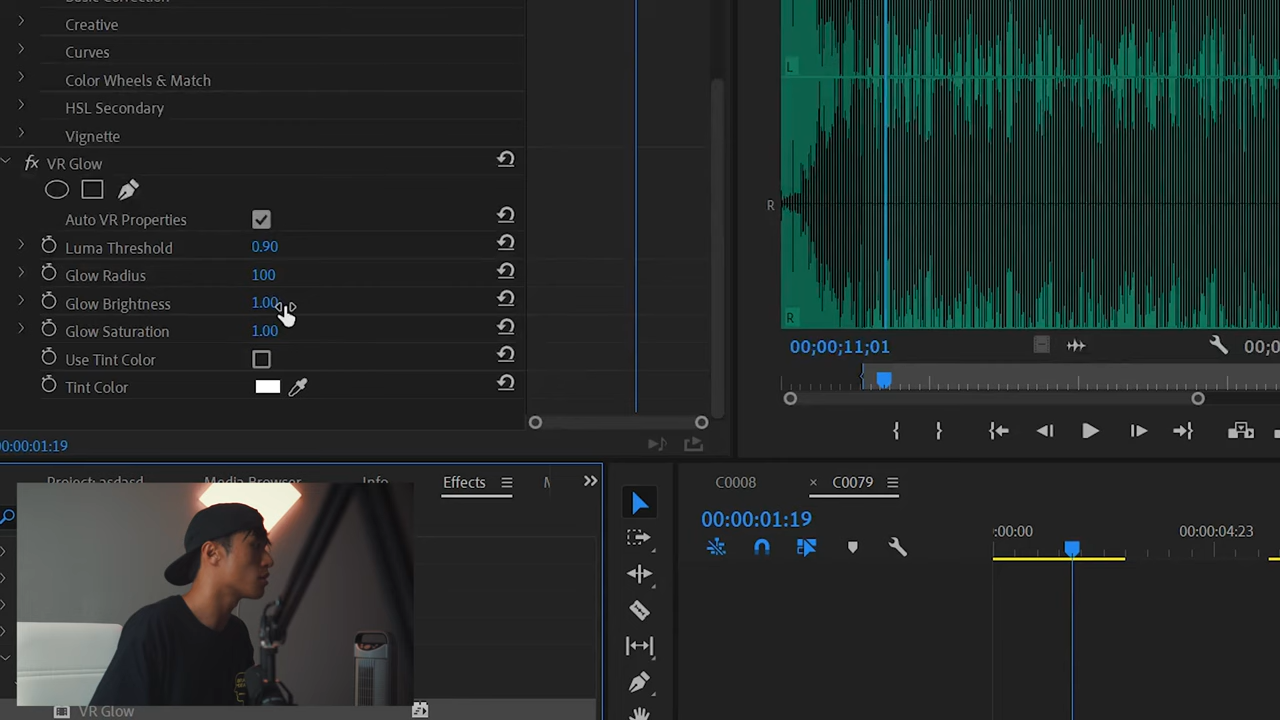 Basic Correction
Creative
Curves
Color Wheels & Match
HSL Secondary
Vignette
fx VR Glow
Auto VR Properties
Luma Threshold 0.90
Glow Radius 100
Glow Brightness 1.00
Glow Saturation 1.00
Use Tint Color
Tint Color
00:00:01:19
L
R
R
00;00;11;01
00;0
Project: asdasd
Media Browser
Info
Effects
VR Glow
C0008
× C0079
00:00:01:19
:00:00
00:00:04:23